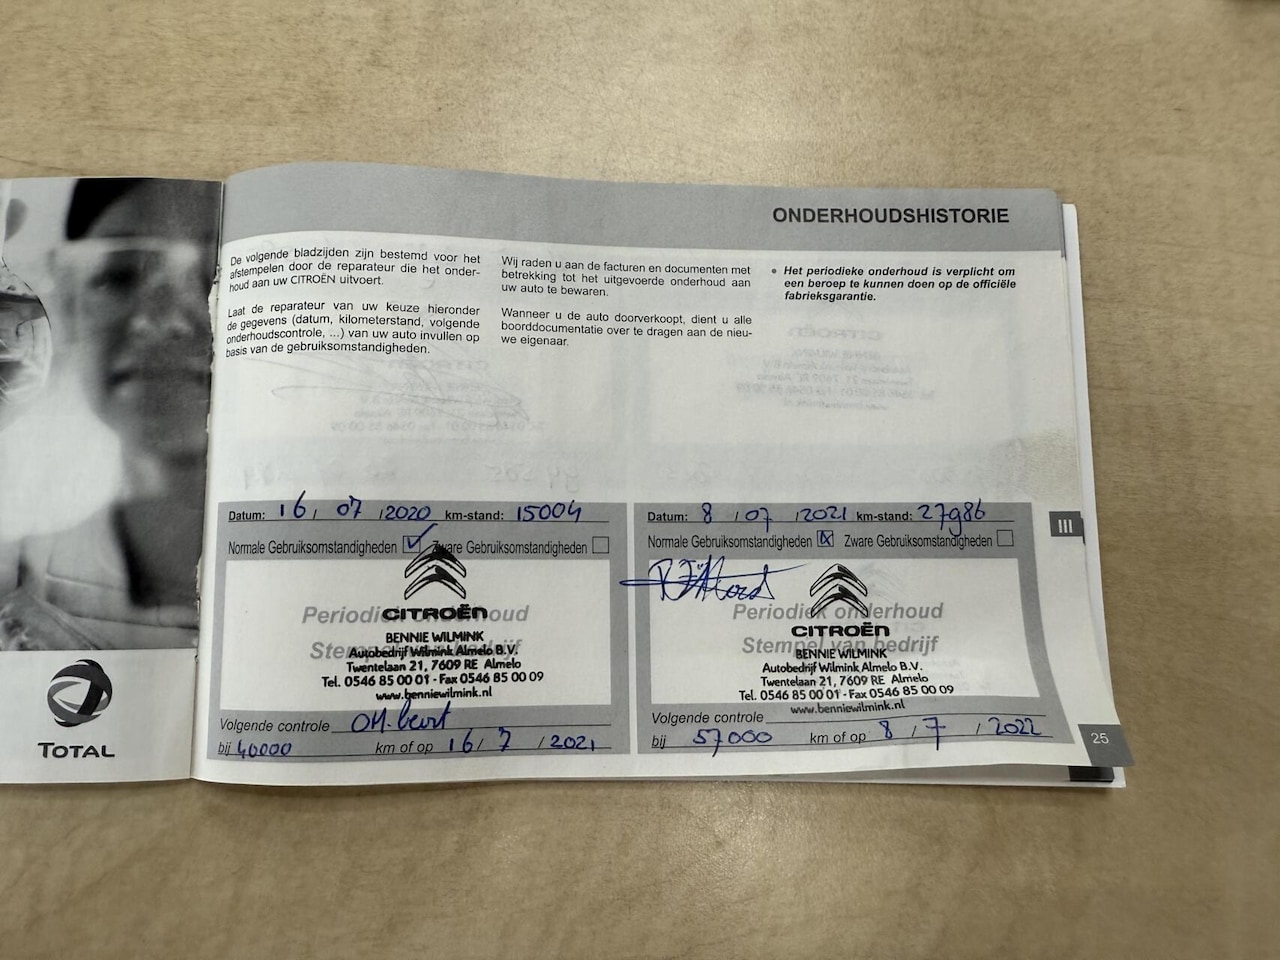 ONDERHOUDSHISTORIE
De volgende bladzijden zijn bestemd voor het
afstempelen door de reparateur die het onder-
houd aan uw CITROËN uitvoert.
Laat de reparateur van uw keuze hieronder
de gegevens (datum, kilometerstand, volgende
onderhoudscontrole, ...) van uw auto invullen op
basis van de gebruiksomstandigheden.
Wij raden u aan de facturen en documenten met
betrekking tot het uitgevoerde onderhoud aan
uw auto te bewaren.
Wanneer u de auto doorverkoopt, dient u alle
boorddocumentatie over te dragen aan de nieu-
we eigenaar.
• Het periodieke onderhoud is verplicht om
een beroep te kunnen doen op de officiële
fabrieksgarantie.
Datum: 16 / 07 / 2020 km-stand: 15004
Normale Gebruiksomstandigheden Zware Gebruiksomstandigheden
Periodiek onderhoud
Stempel van bedrijf
CITROËN
BENNIE WILMINK
Autobedrijf Wilmink Almelo B.V.
Twentelaan 21, 7609 RE Almelo
Tel. 0546 85 00 01 - Fax 0546 85 00 09
www.benniewilmink.nl
Volgende controle OH. beurt
bij 40000 km of op 16 / 7 / 2021
Datum: 8 / 07 / 2021 km-stand: 27986
Normale Gebruiksomstandigheden Zware Gebruiksomstandigheden
Periodiek onderhoud
Stempel van bedrijf
CITROËN
BENNIE WILMINK
Autobedrijf Wilmink Almelo B.V.
Twentelaan 21, 7609 RE Almelo
Tel. 0546 85 00 01 - Fax 0546 85 00 09
www.benniewilmink.nl
Volgende controle
bij 57000 km of op 8 / 7 / 2022
III
25
TOTAL